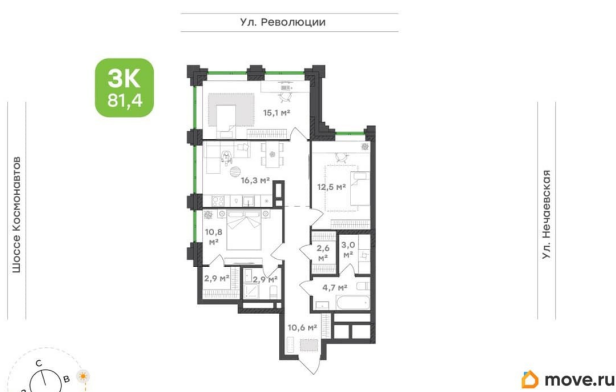 Ул. Революции
3К
81,4
15,1 м²
16,3 м²
12,5 м²
10,8
м²
2,6
м²
3,0
м²
2,9 м²
2,9 м²
4,7 м²
10,6 м²
Шоссе Космонавтов
Ул. Нечаевская
С
В
З
move.ru